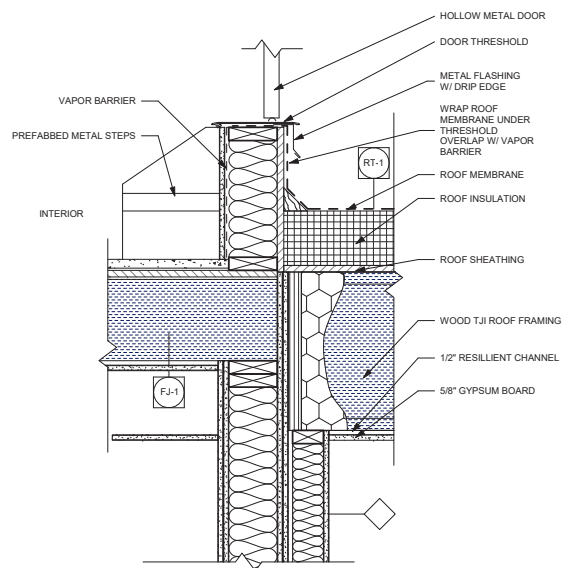 HOLLOW METAL DOOR
DOOR THRESHOLD
METAL FLASHING
W/ DRIP EDGE
VAPOR BARRIER
WRAP ROOF
MEMBRANE UNDER
THRESHOLD
OVERLAP W/ VAPOR
BARRIER
PREFABBED METAL STEPS
RT-1
ROOF MEMBRANE
ROOF INSULATION
INTERIOR
ROOF SHEATHING
WOOD TJI ROOF FRAMING
1/2" RESILLIENT CHANNEL
5/8" GYPSUM BOARD
FJ-1